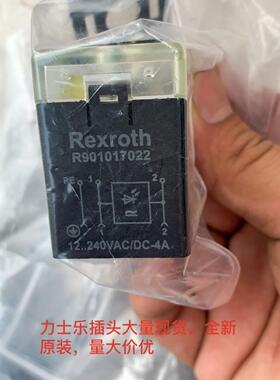 Rexroth
R901017022
PE 1 2
1 2
12..240VAC/DC-4A
力士乐插头大量现货，全新
原装，量大价优